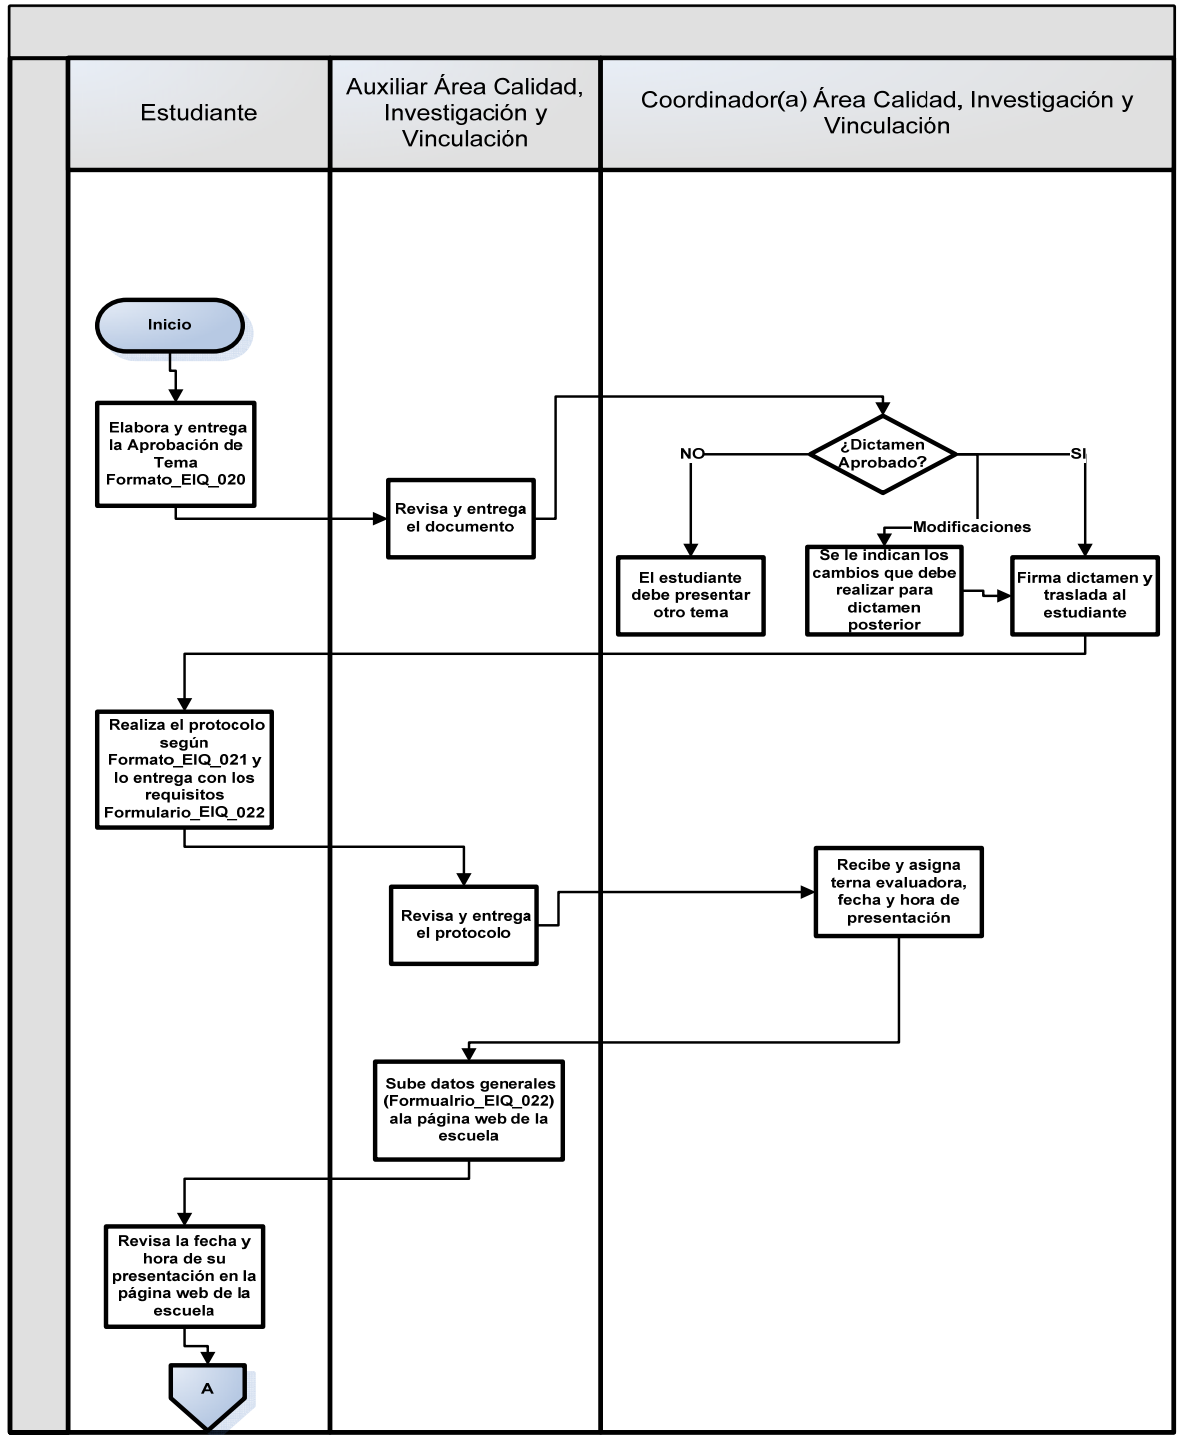 Estudiante
Auxiliar Área Calidad,
Investigación y
Vinculación
Coordinador(a) Área Calidad, Investigación y
Vinculación
Inicio
Elabora y entrega
la Aprobación de
Tema
Formato_EIQ_020
Revisa y entrega
el documento
¿Dictamen
Aprobado?
NO
SI
Modificaciones
El estudiante
debe presentar
otro tema
Se le indican los
cambios que debe
realizar para
dictamen
posterior
Firma dictamen y
traslada al
estudiante
Realiza el protocolo
según
Formato_EIQ_021 y
lo entrega con los
requisitos
Formulario_EIQ_022
Revisa y entrega
el protocolo
Recibe y asigna
terna evaluadora,
fecha y hora de
presentación
Sube datos generales
(Formualrio_EIQ_022)
ala página web de la
escuela
Revisa la fecha y
hora de su
presentación en la
página web de la
escuela
A